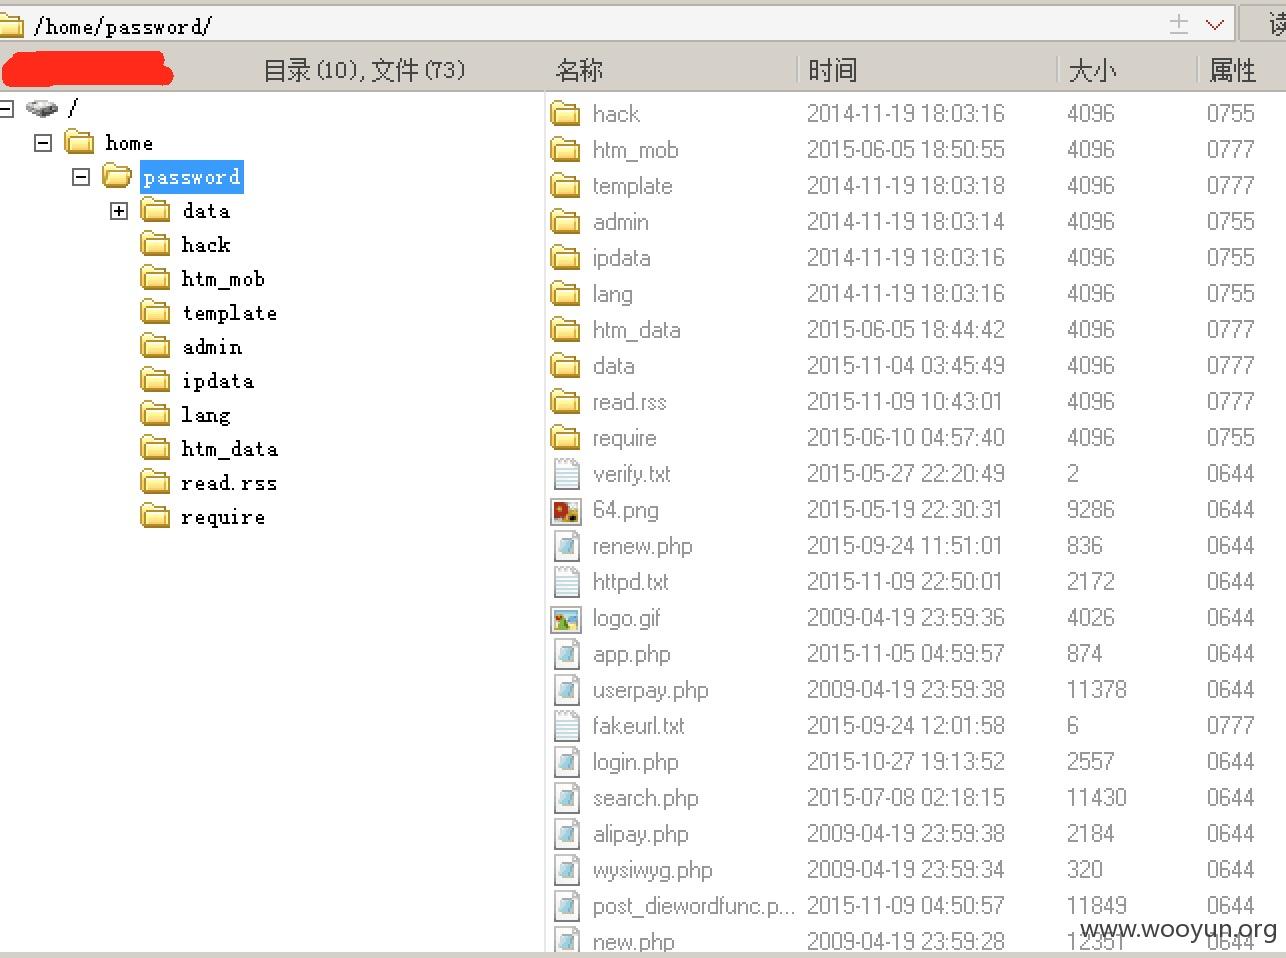 /home/password/
目录(10),文件(73) 名称 时间 大小 属性
/
home
password
data
hack
htm_mob
template
admin
ipdata
lang
htm_data
read.rss
require
hack 2014-11-19 18:03:16 4096 0755
htm_mob 2015-06-05 18:50:55 4096 0777
template 2014-11-19 18:03:18 4096 0777
admin 2014-11-19 18:03:14 4096 0755
ipdata 2014-11-19 18:03:16 4096 0755
lang 2014-11-19 18:03:16 4096 0755
htm_data 2015-06-05 18:44:42 4096 0777
data 2015-11-04 03:45:49 4096 0777
read.rss 2015-11-09 10:43:01 4096 0777
require 2015-06-10 04:57:40 4096 0755
verify.txt 2015-05-27 22:20:49 2 0644
64.png 2015-05-19 22:30:31 9286 0644
renew.php 2015-09-24 11:51:01 836 0644
httpd.txt 2015-11-09 22:50:01 2172 0644
logo.gif 2009-04-19 23:59:36 4026 0644
app.php 2015-11-05 04:59:57 874 0644
userpay.php 2009-04-19 23:59:38 11378 0644
fakeurl.txt 2015-09-24 12:01:58 6 0777
login.php 2015-10-27 19:13:52 2557 0644
search.php 2015-07-08 02:18:15 11430 0644
alipay.php 2009-04-19 23:59:38 2184 0644
wysiwyg.php 2009-04-19 23:59:34 320 0644
post_diewordfunc.p... 2015-11-09 04:50:57 11849 0644
new.php 2009-04-19 23:59:28 12351 0644
www.wooyun.org